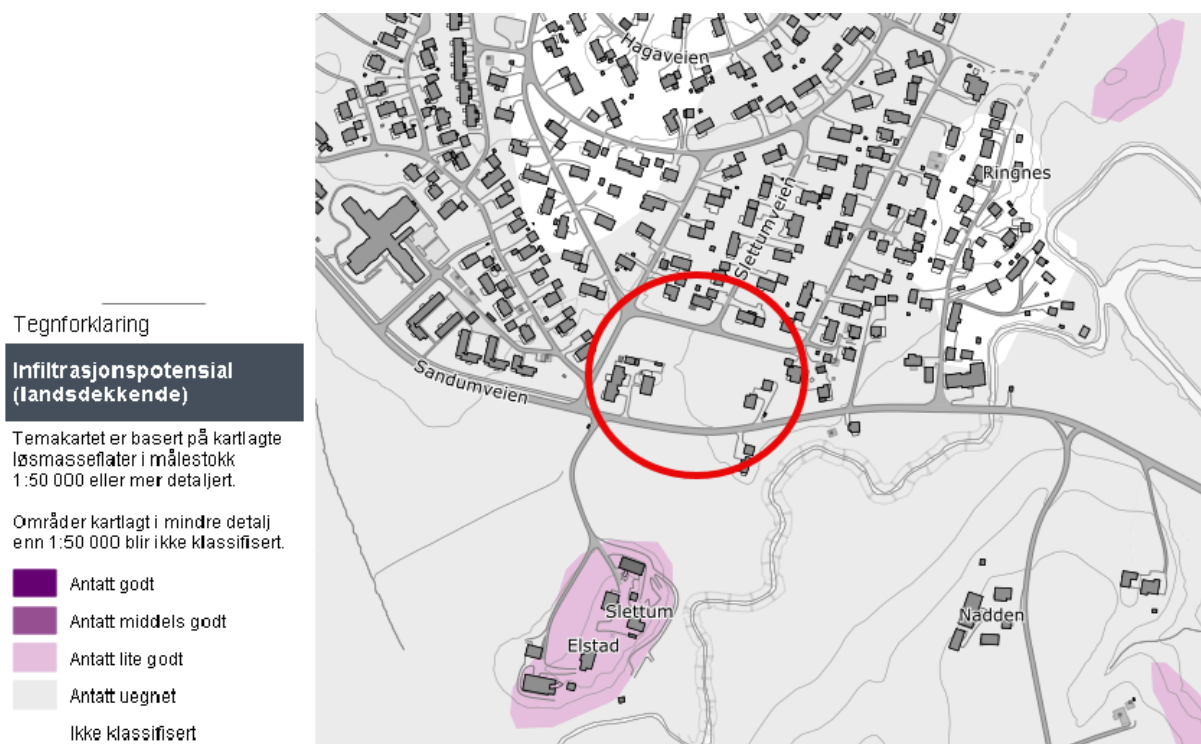 Tegnforklaring
Infiltrasjonspotensial
(landsdekkende)
Temakartet er basert på kartlagte
løsmasseflater i målestokk
1:50 000 eller mer detaljert.
Områder kartlagt i mindre detalj
enn 1:50 000 blir ikke klassifisert.
Antatt godt
Antatt middels godt
Antatt lite godt
Antatt uegnet
Ikke klassifisert
Hagaveien
Ringnes
Slettumveien
Sandumveien
Slettum
Elstad
Nadden